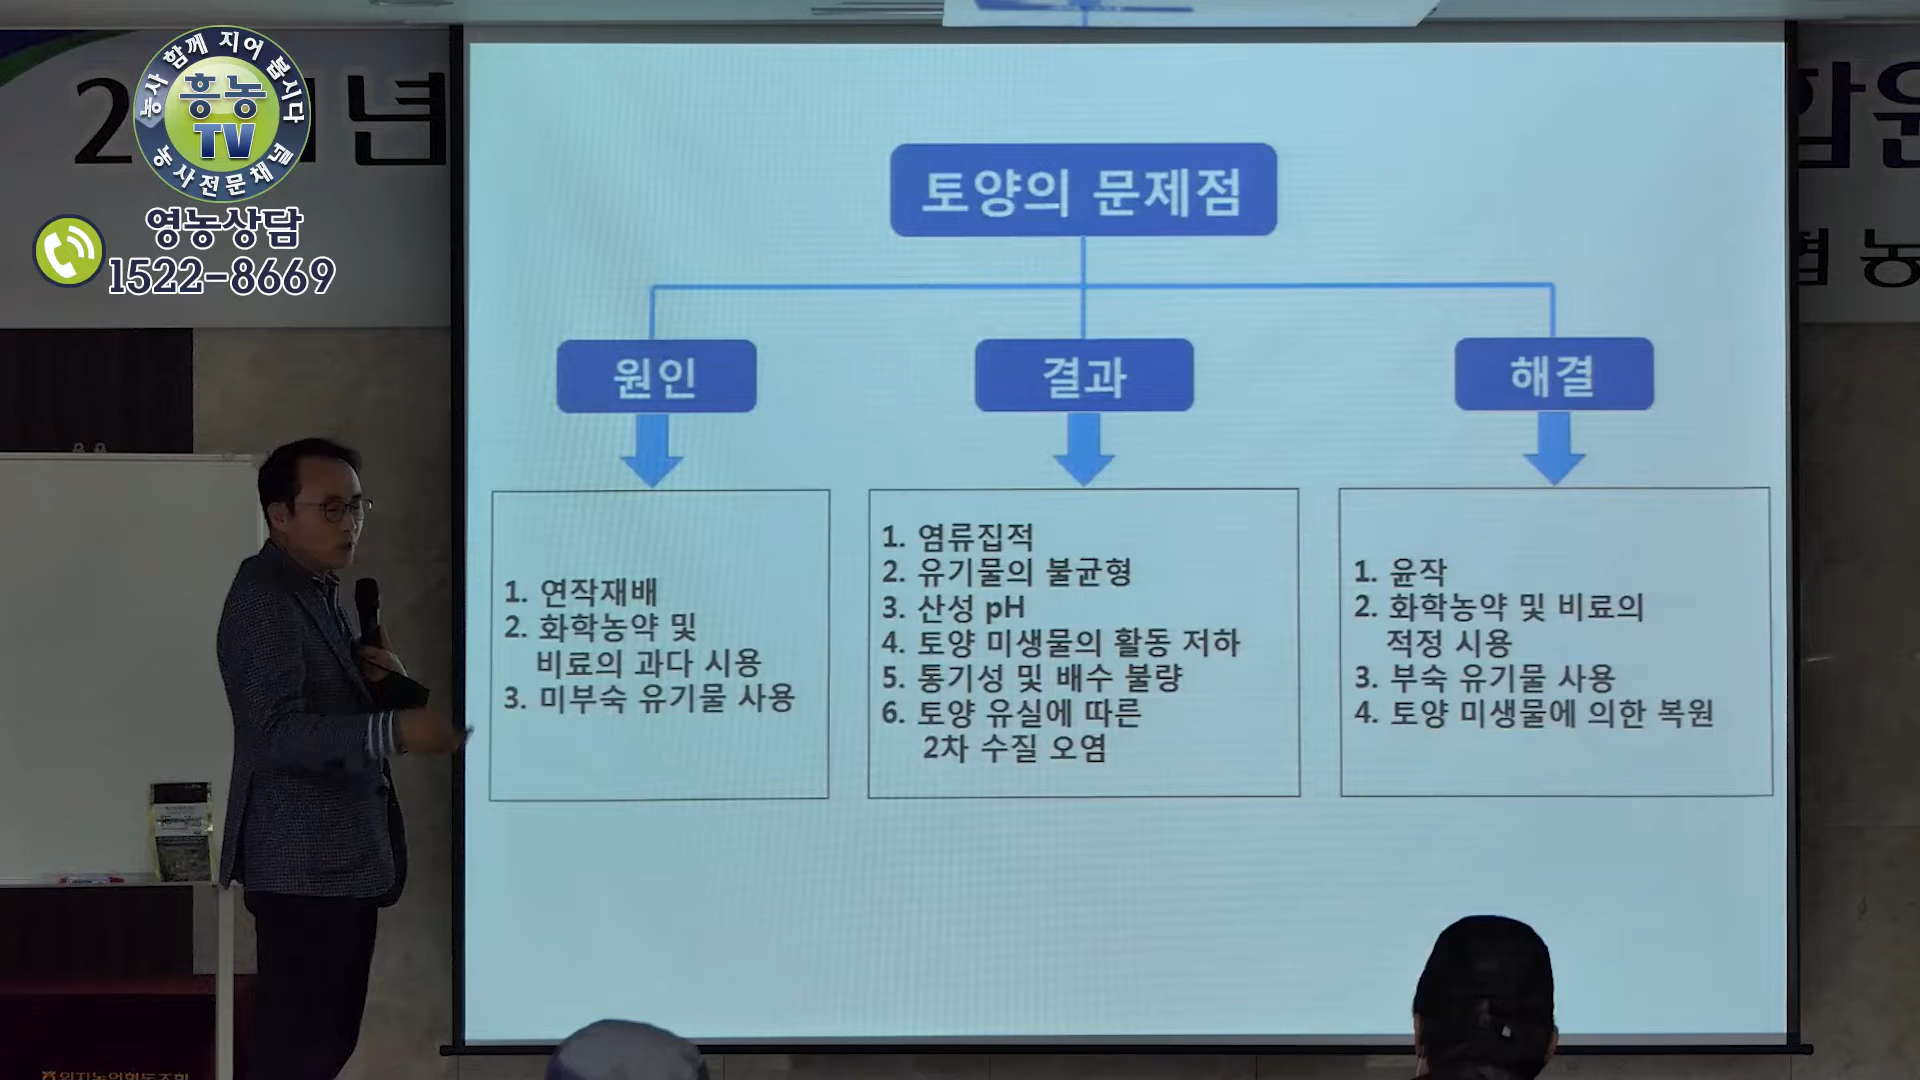 농사 함께 지어 봅시다
흥농
TV
농사전문채널
영농상담
1522-8669
토양의 문제점
원인
결과
해결
1. 연작재배
2. 화학농약 및
비료의 과다 시용
3. 미부숙 유기물 사용
1. 염류집적
2. 유기물의 불균형
3. 산성 pH
4. 토양 미생물의 활동 저하
5. 통기성 및 배수 불량
6. 토양 유실에 따른
2차 수질 오염
1. 윤작
2. 화학농약 및 비료의
적정 시용
3. 부숙 유기물 사용
4. 토양 미생물에 의한 복원